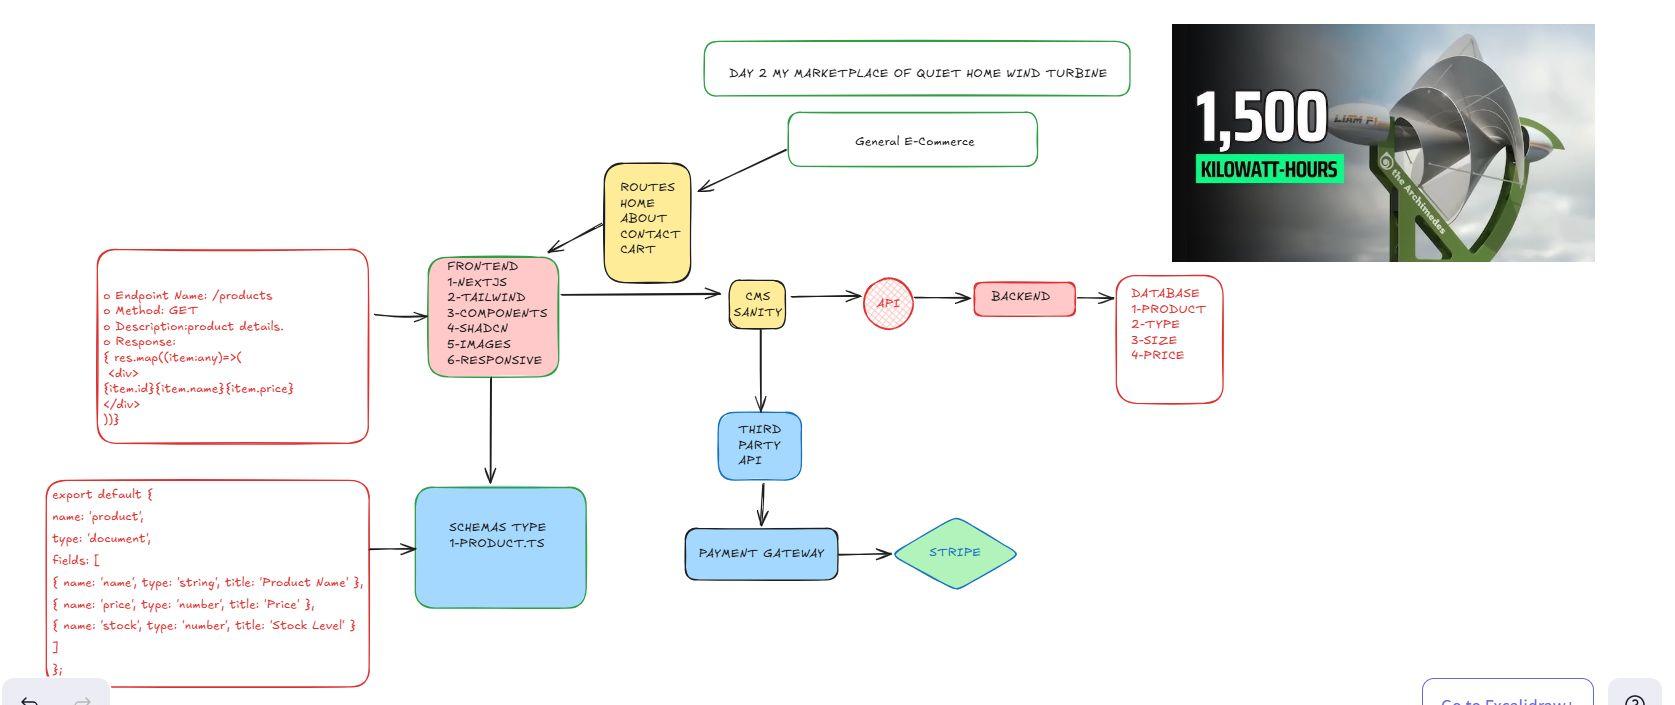 DAY 2 MY MARKETPLACE OF QUIET HOME WIND TURBINE
General E-Commerce
1,500
KILOWATT-HOURS
LIAM F1
the Archimedes
ROUTES
HOME
ABOUT
CONTACT
CART
FRONTEND
1-NEXTJS
2-TAILWIND
3-COMPONENTS
4-SHADCN
5-IMAGES
6-RESPONSIVE
CMS
SANITY
API
BACKEND
DATABASE
1-PRODUCT
2-TYPE
3-SIZE
4-PRICE
o Endpoint Name: /products
o Method: GET
o Description:product details.
o Response:
{ res.map((item:any)=>(
<div>
{item.id}{item.name}{item.price}
</div>
))}
THIRD
PARTY
API
export default {
name: 'product',
type: 'document',
fields: [
{ name: 'name', type: 'string', title: 'Product Name' },
{ name: 'price', type: 'number', title: 'Price' },
{ name: 'stock', type: 'number', title: 'Stock Level' }
]
};
SCHEMAS TYPE
1-PRODUCT.TS
PAYMENT GATEWAY
STRIPE
Go to Excalidraw+